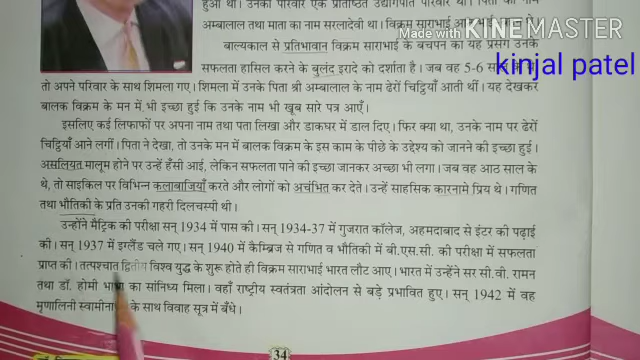 हुआ था। उनका परिवार एक प्रतिष्ठित उद्योगपति परिवार था। पिता का नाम
अम्बालाल तथा माता का नाम सरलादेवी था। विक्रम साराभाई आठ भाई
Made with KINEMASTER
बाल्यकाल से प्रतिभावान विक्रम साराभाई के बचपन का यह प्रसंग उनके
kinjal patel
सफलता हासिल करने के बुलंद इरादे को दर्शाता है। जब वह 5-6
तो अपने परिवार के साथ शिमला गए। शिमला में उनके पिता श्री अम्बालाल के नाम ढेरों चिट्ठियाँ आती थीं। यह देखकर
बालक विक्रम के मन में भी इच्छा हुई कि उनके नाम भी खूब सारे पत्र आएँ।
इसलिए कई लिफाफों पर अपना नाम तथा पता लिखा और डाकघर में डाल दिए। फिर क्या था, उनके नाम पर ढेरों
चिट्ठियाँ आने लगीं। पिता ने देखा, तो उनके मन में बालक विक्रम के इस काम के पीछे के उद्देश्य को जानने की इच्छा हुई।
असलियत मालूम होने पर उन्हें हँसी आई, लेकिन सफलता पाने की इच्छा जानकर अच्छा भी लगा। जब वह आठ साल के
थे, तो साइकिल पर विभिन्न कलाबाजियाँ करते और लोगों को अचंभित कर देते। उन्हें साहसिक कारनामे प्रिय थे। गणित
तथा भौतिकी के प्रति उनकी गहरी दिलचस्पी थी।
उन्होंने मैट्रिक की परीक्षा सन् 1934 में पास की। सन् 1934-37 में गुजरात कॉलेज, अहमदाबाद से इंटर की पढ़ाई
की। सन् 1937 में इंग्लैंड चले गए। सन् 1940 में कैम्ब्रिज से गणित व भौतिकी में बी.एस.सी. की परीक्षा में सफलता
प्राप्त की। तत्पश्चात द्वितीय विश्व युद्ध के शुरू होते ही विक्रम साराभाई भारत लौट आए। भारत में उन्होंने सर सी.वी. रामन
तथा डॉ. होमी भाभा का सांनिध्य मिला। वहाँ राष्ट्रीय स्वतंत्रता आंदोलन से बड़े प्रभावित हुए। सन् 1942 में वह
मृणालिनी के साथ विवाह सूत्र में बँधे।
34